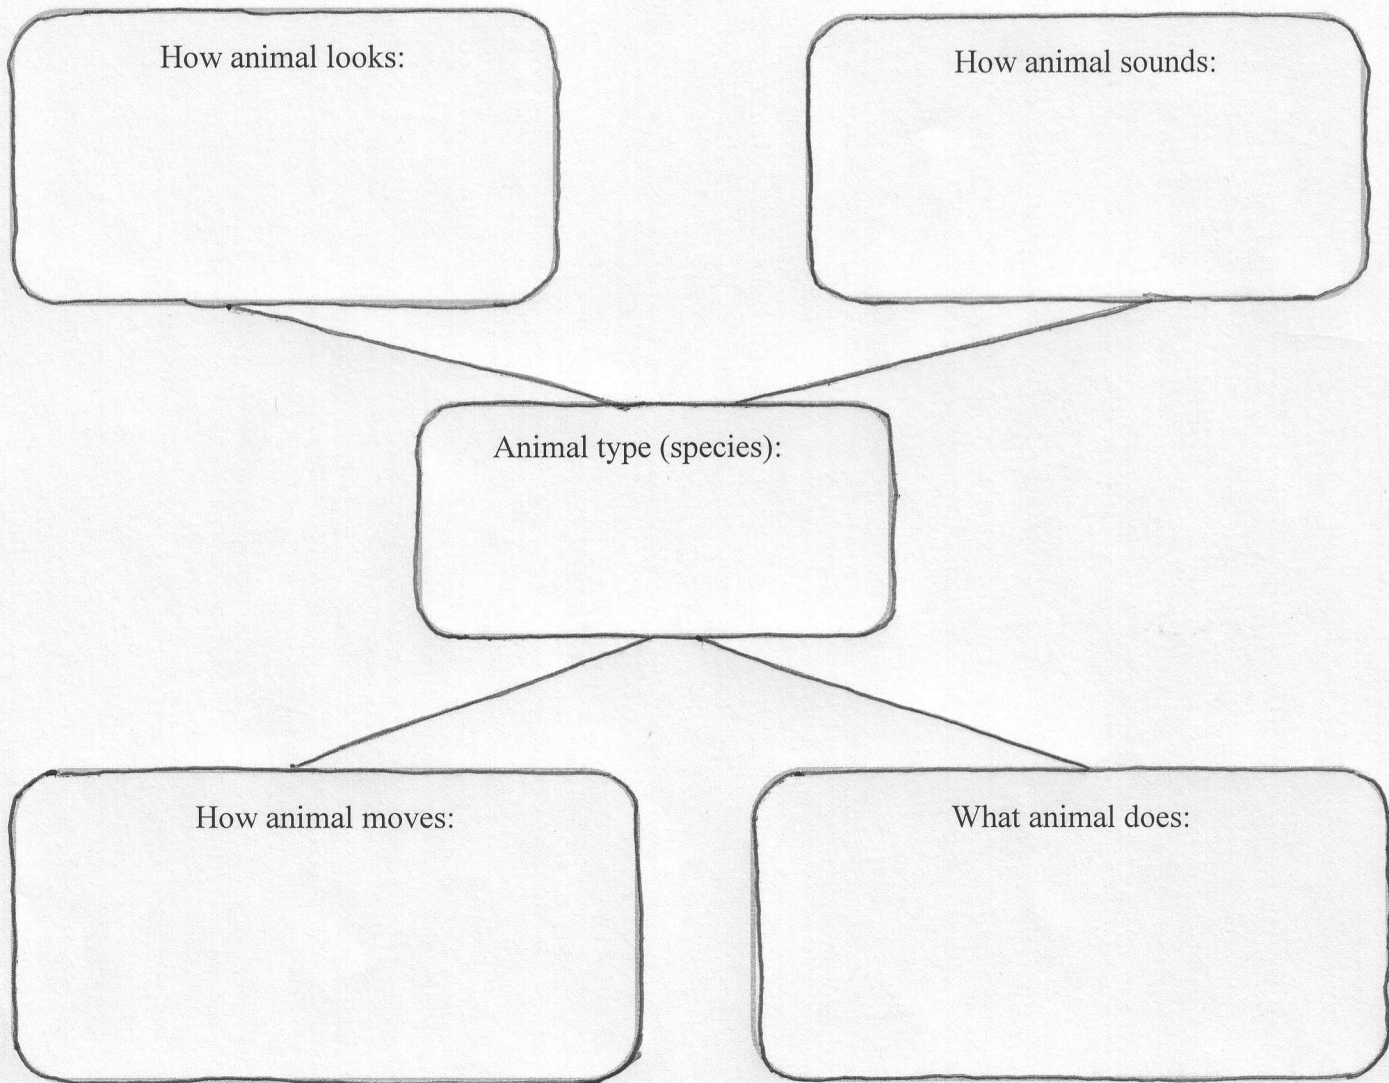 How animal looks:
How animal sounds:
Animal type (species):
How animal moves:
What animal does: